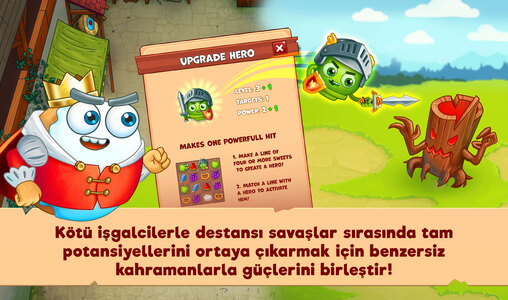 UPGRADE HERO
LEVEL: 3+1
TARGETS: 1
POWER: 2+1
MAKES ONE POWERFULL HIT
1. MAKE A LINE OF
FOUR OR MORE SWEETS
TO CREATE A HERO!
2. MATCH A LINE WITH
A HERO TO ACTIVATE
HIM!
Kötü işgalcilerle destansı savaşlar sırasında tam
potansiyellerini ortaya çıkarmak için benzersiz
kahramanlarla güçlerini birleştir!